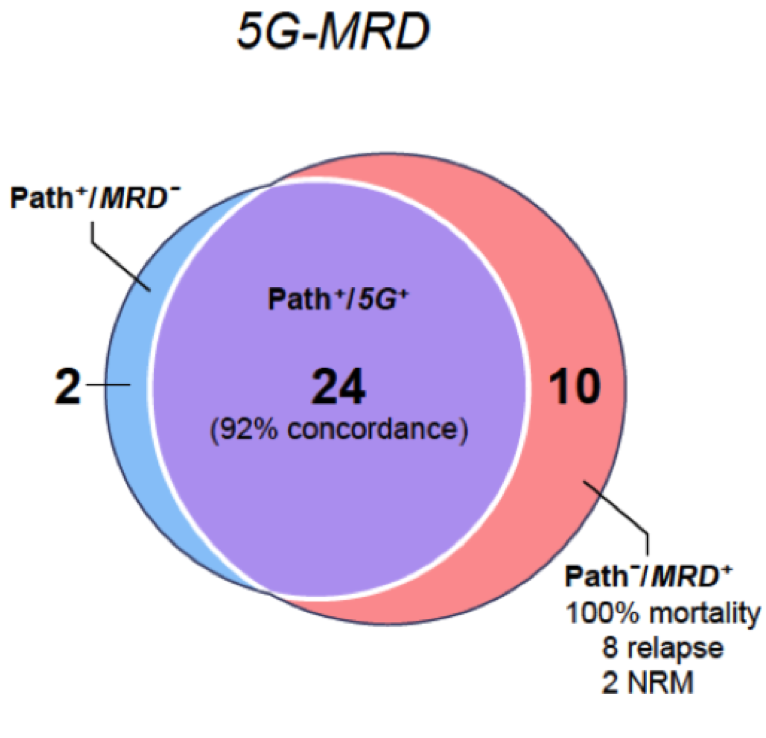 5G-MRD
Path⁺/MRD⁻
Path⁺/5G⁺
2
24
10
(92% concordance)
Path⁻/MRD⁺
100% mortality
8 relapse
2 NRM